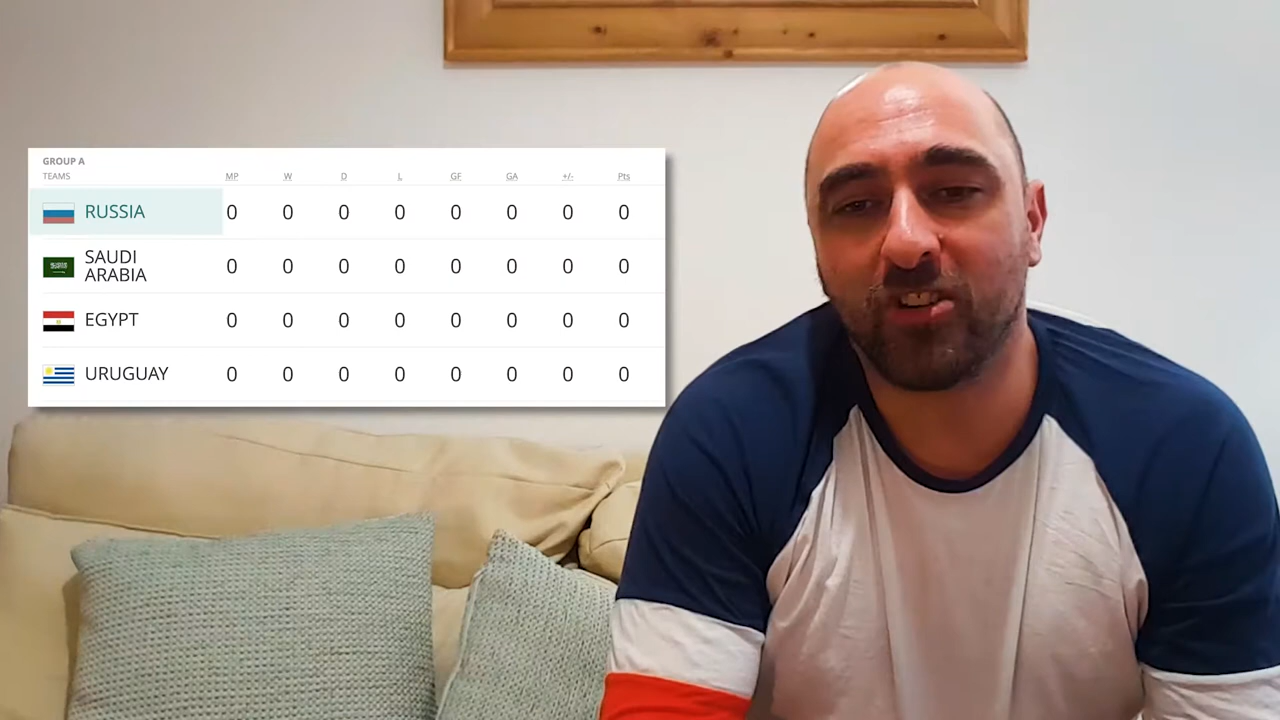 GROUP A
TEAMS MP W D L GF GA +/- Pts
RUSSIA 0 0 0 0 0 0 0 0
SAUDI
ARABIA 0 0 0 0 0 0 0 0
EGYPT 0 0 0 0 0 0 0 0
URUGUAY 0 0 0 0 0 0 0 0